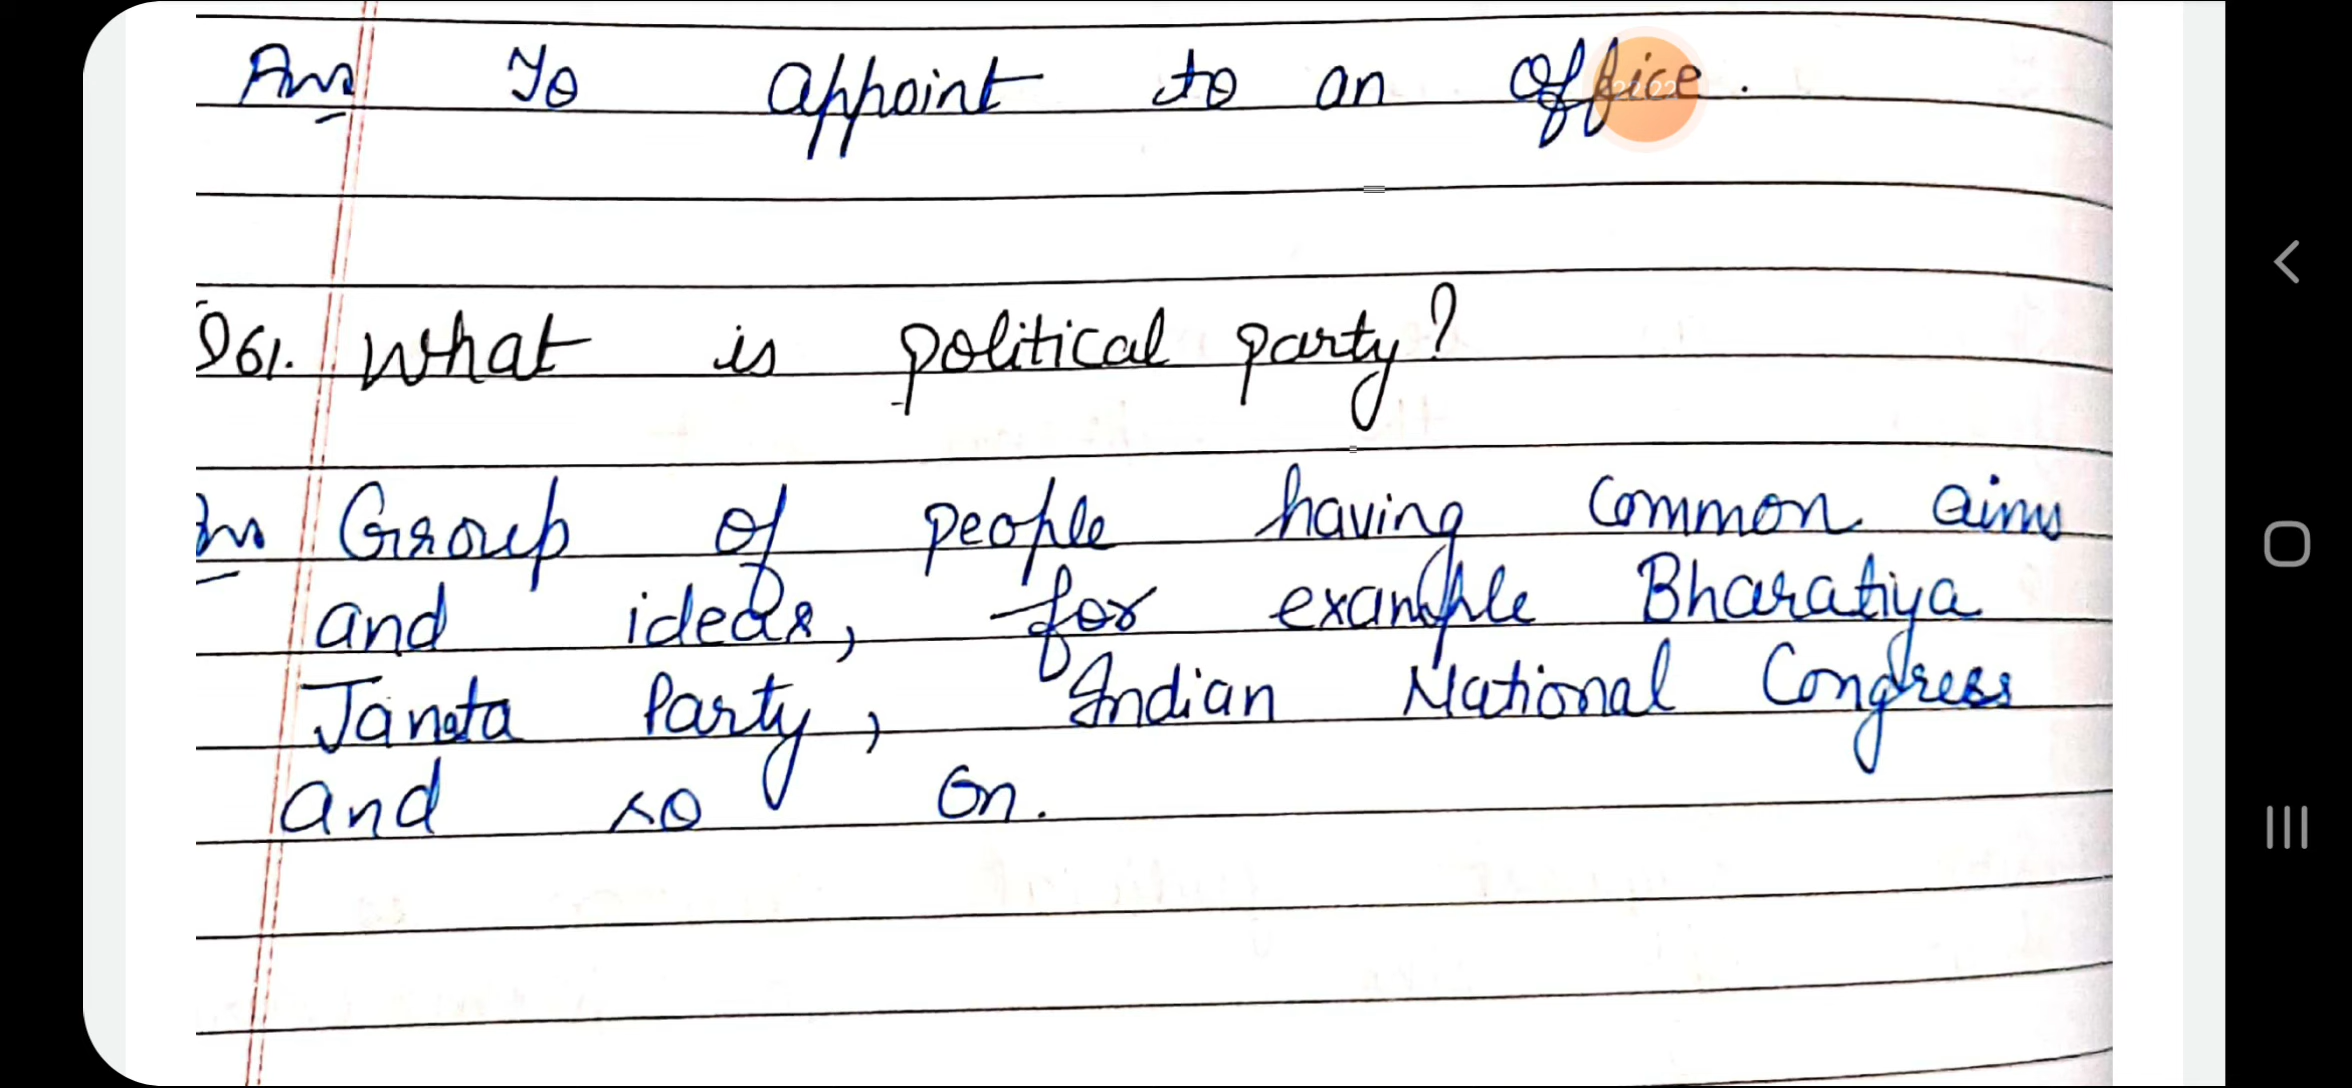 Ans To appoint to an office.
Q61. What is political party?
Ans Group of people having common aims
and ideas, for example Bharatiya
Janata Party, Indian National Congress
and so on.